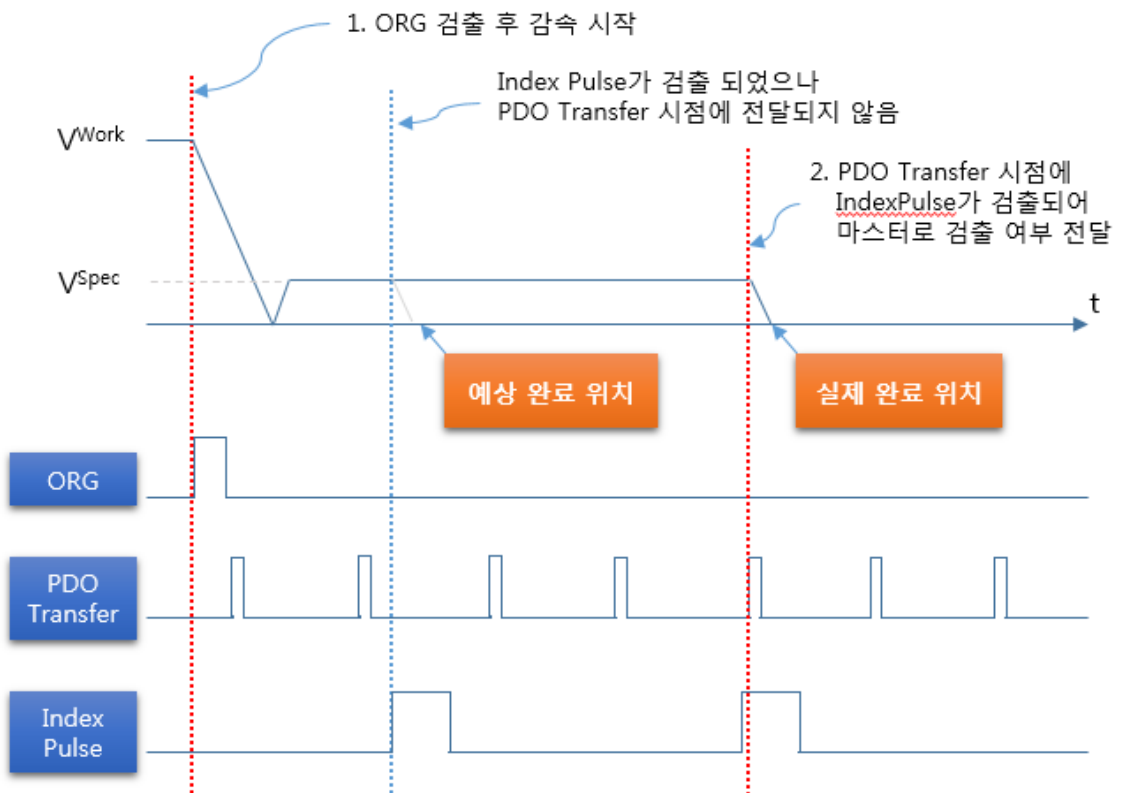 1. ORG 검출 후 감속 시작
Index Pulse가 검출 되었으나
PDO Transfer 시점에 전달되지 않음
VWork
2. PDO Transfer 시점에
IndexPulse가 검출되어
마스터로 검출 여부 전달
VSpec
t
예상 완료 위치
실제 완료 위치
ORG
PDO
Transfer
Index
Pulse